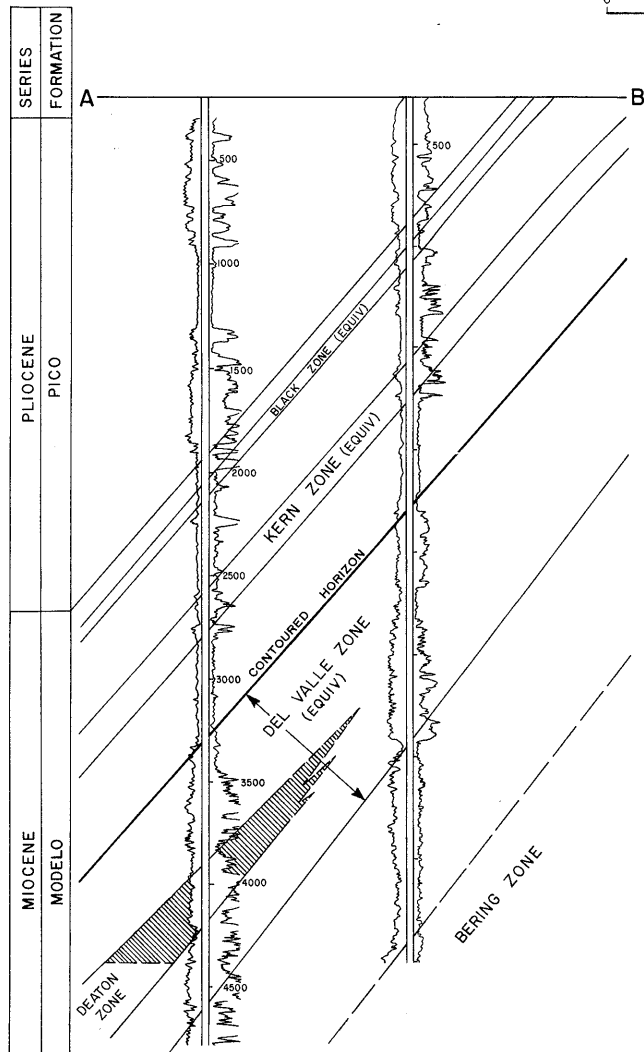 SERIES
FORMATION
PLIOCENE
PICO
MIOCENE
MODELO
A
B
500
1000
1500
2000
2500
3000
3500
4000
4500
500
BLACK ZONE (EQUIV)
KERN ZONE (EQUIV)
CONTOURED HORIZON
DEL VALLE ZONE
(EQUIV)
DEATON
ZONE
BERING ZONE